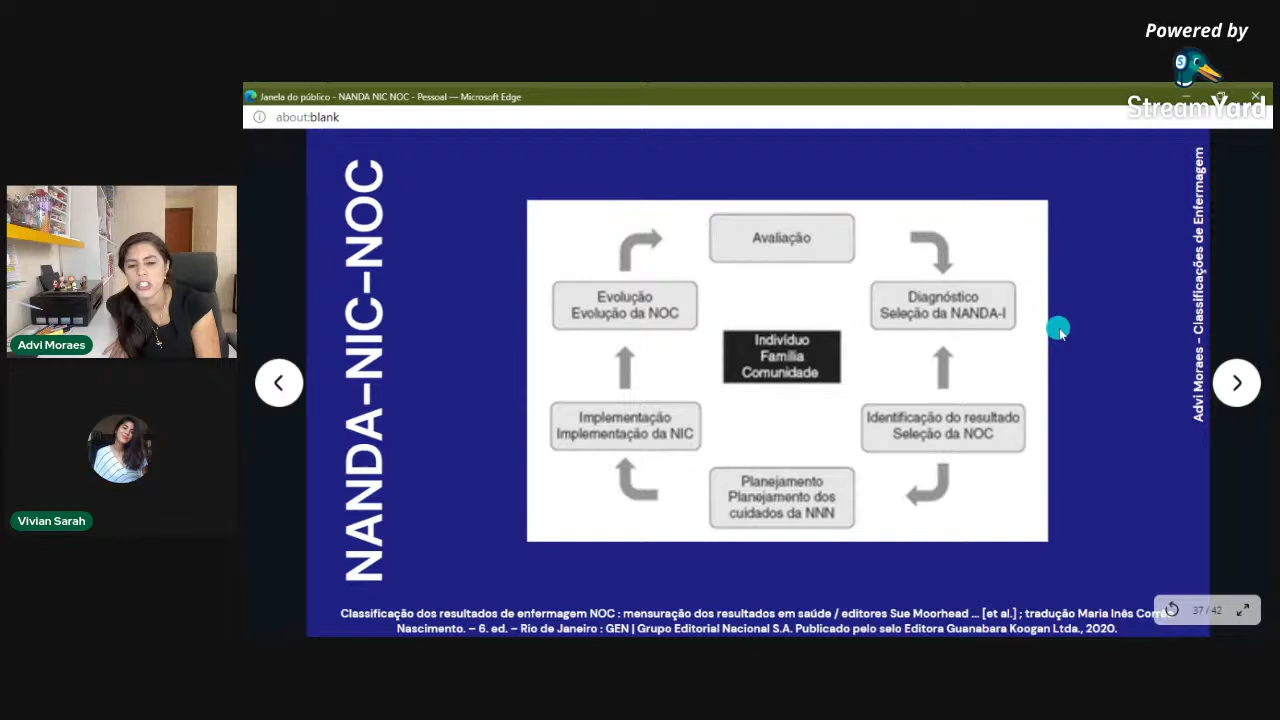 Powered by
StreamYard
Janela do público - NANDA NIC NOC - Pessoal — Microsoft Edge
about:blank
NANDA–NIC–NOC
Advi Moraes – Classificações de Enfermagem
Avaliação
Evolução
Evolução da NOC
Diagnóstico
Seleção da NANDA-I
Indivíduo
Família
Comunidade
Implementação
Implementação da NIC
Identificação do resultado
Seleção da NOC
Planejamento
Planejamento dos
cuidados da NNN
Advi Moraes
Vivian Sarah
Classificação dos resultados de enfermagem NOC : mensuração dos resultados em saúde / editores Sue Moorhead ... [et al.] ; tradução Maria Inês
Nascimento. – 6. ed. – Rio de Janeiro : GEN | Grupo Editorial Nacional S.A. Publicado pelo selo Editora Guanabara Koogan Ltda., 2020.
37 / 42